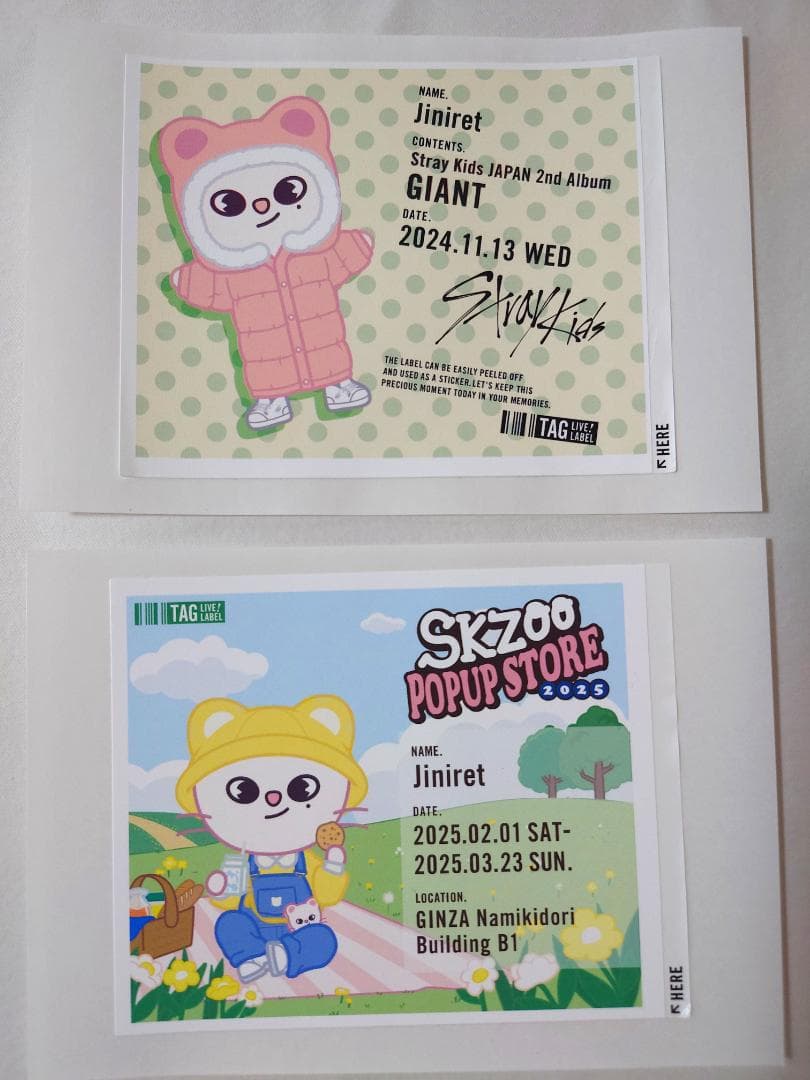 NAME.
Jiniret
CONTENTS.
Stray Kids JAPAN 2nd Album
GIANT
DATE.
2024.11.13 WED
Stray Kids
THE LABEL CAN BE EASILY PEELED OFF
AND USED AS A STICKER.LET'S KEEP THIS
PRECIOUS MOMENT TODAY IN YOUR MEMORIES.
TAG LIVE!
LABEL
HERE
TAG LIVE!
LABEL
SKZOO
POPUP STORE
2025
NAME.
Jiniret
DATE.
2025.02.01 SAT-
2025.03.23 SUN.
LOCATION.
GINZA Namikidori
Building B1
HERE